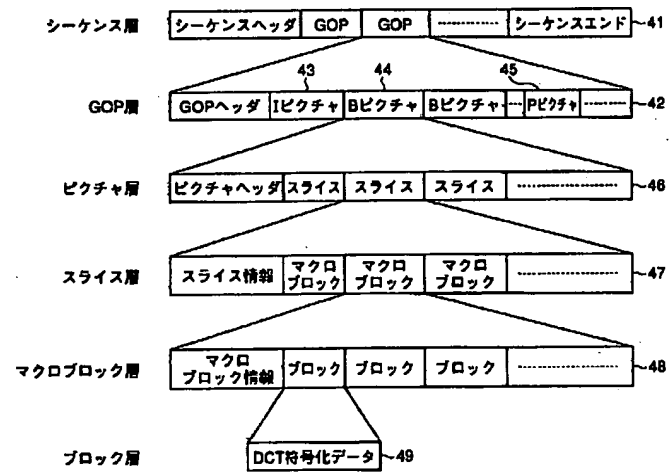 シーケンス層 シーケンスヘッダ GOP GOP シーケンスエンド 41
43 44 45
GOP層 GOPヘッダ Iピクチャ Bピクチャ Bピクチャ Pピクチャ 42
ピクチャ層 ピクチャヘッダ スライス スライス スライス 46
スライス層 スライス情報 マクロ マクロ マクロ 47
ブロック ブロック ブロック
マクロブロック層 マクロ ブロック ブロック ブロック 48
ブロック情報
ブロック層 DCT符号化データ 49